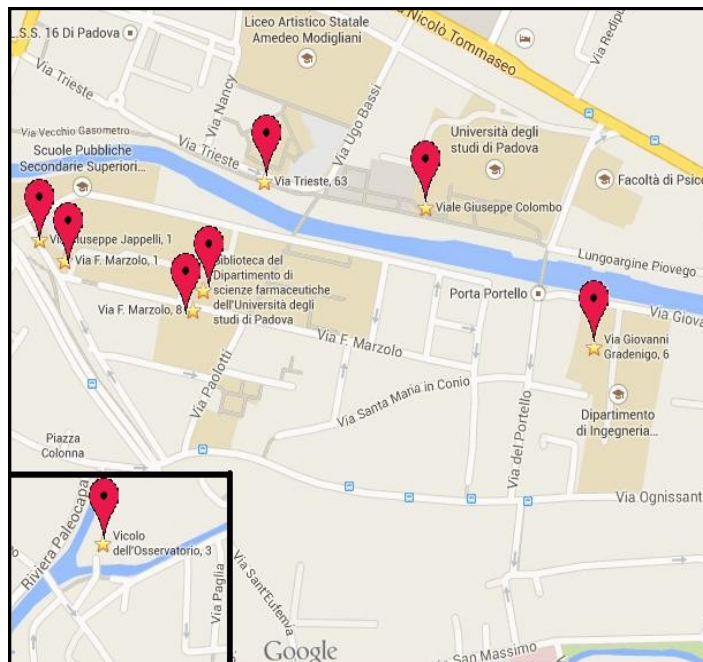 L.S.S. 16 Di Padova
Liceo Artistico Statale
Amedeo Modigliani
Nicolò Tommaseo
Via Redipu
Via Trieste
Via Nancy
Via Ugo Bassi
Via Vecchio Gasometro
Scuole Pubbliche
Secondarie Superiori...
Via Trieste
Via Trieste, 63
Università degli
studi di Padova
Viale Giuseppe Colombo
Facoltà di Psico
Giuseppe Jappelli, 1
Via F. Marzolo, 1
Biblioteca del
Dipartimento di
scienze farmaceutiche
dell'Università degli
studi di Padova
Via F. Marzolo, 8
Lungoargine Piovego
Porta Portello
Via Giova
Via Giovanni
Gradenigo, 6
Via F. Marzolo
Via Paolotti
Via Santa Maria in Conio
Via del Portello
Dipartimento
di Ingegneria...
Piazza
Colonna
Via Ognissant
Riviera Paleocapa
Vicolo
dell'Osservatorio, 3
Via Paglia
Via Sant'Eufemia
Google
Via San Massimo